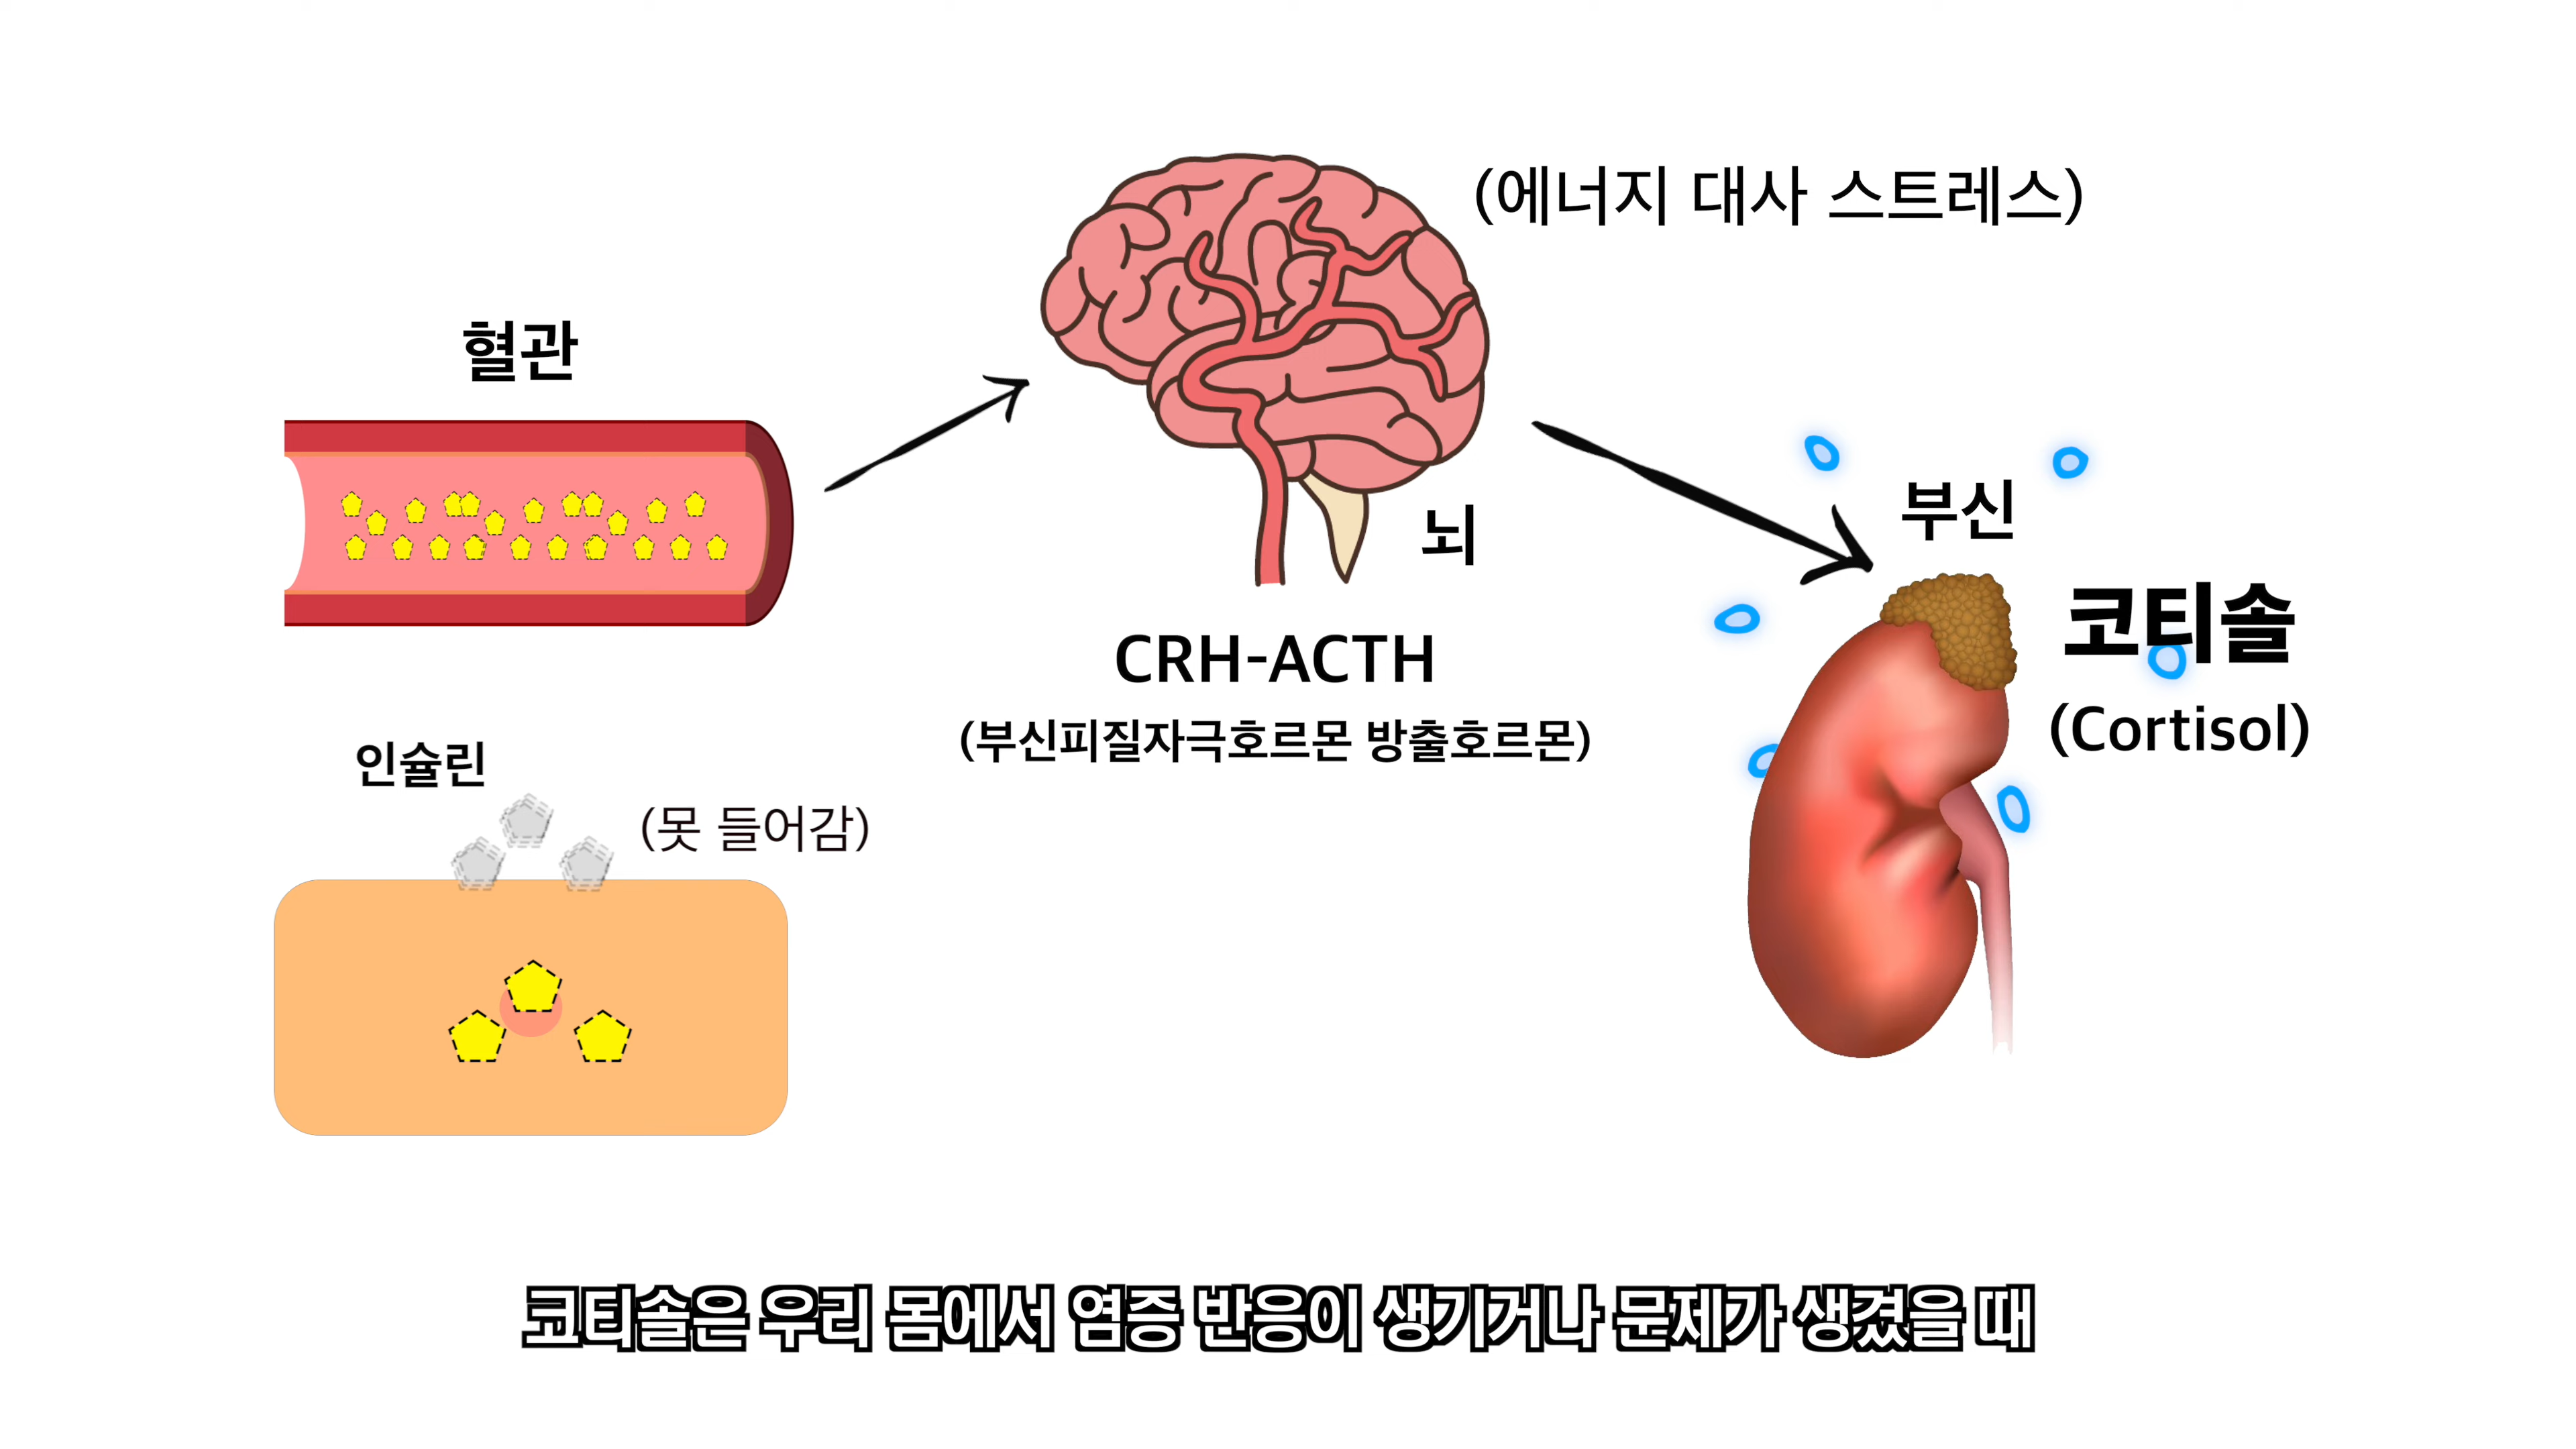 (에너지 대사 스트레스)
혈관
뇌
부신
코티솔
(Cortisol)
CRH-ACTH
(부신피질자극호르몬 방출호르몬)
인슐린
(못 들어감)
코티솔은 우리 몸에서 염증 반응이 생기거나 문제가 생겼을 때